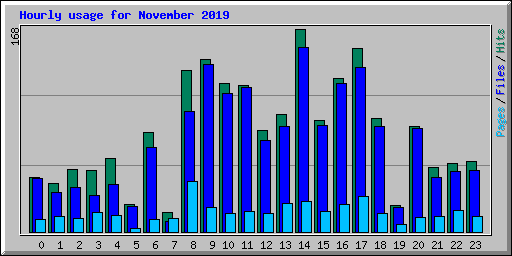 Hourly usage for November 2019
168
Pages / Files / Hits
0 1 2 3 4 5 6 7 8 9 10 11 12 13 14 15 16 17 18 19 20 21 22 23